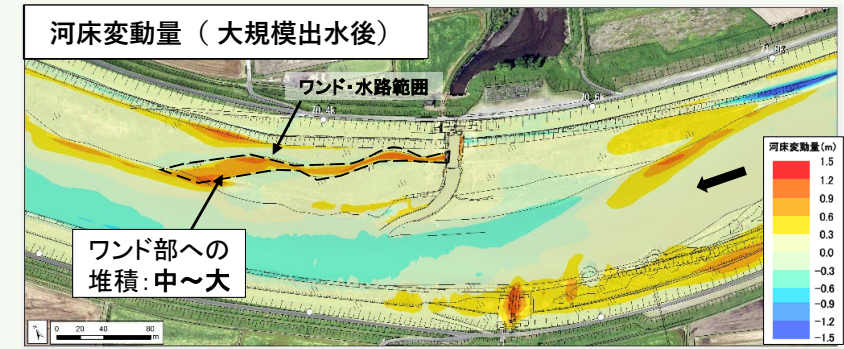 河床変動量（大規模出水後）
ワンド・水路範囲
河床変動量(m)
1.5
1.2
0.9
0.6
0.3
0.0
-0.3
-0.6
-0.9
-1.2
-1.5
ワンド部への
堆積：中～大
0 20 40 80
m